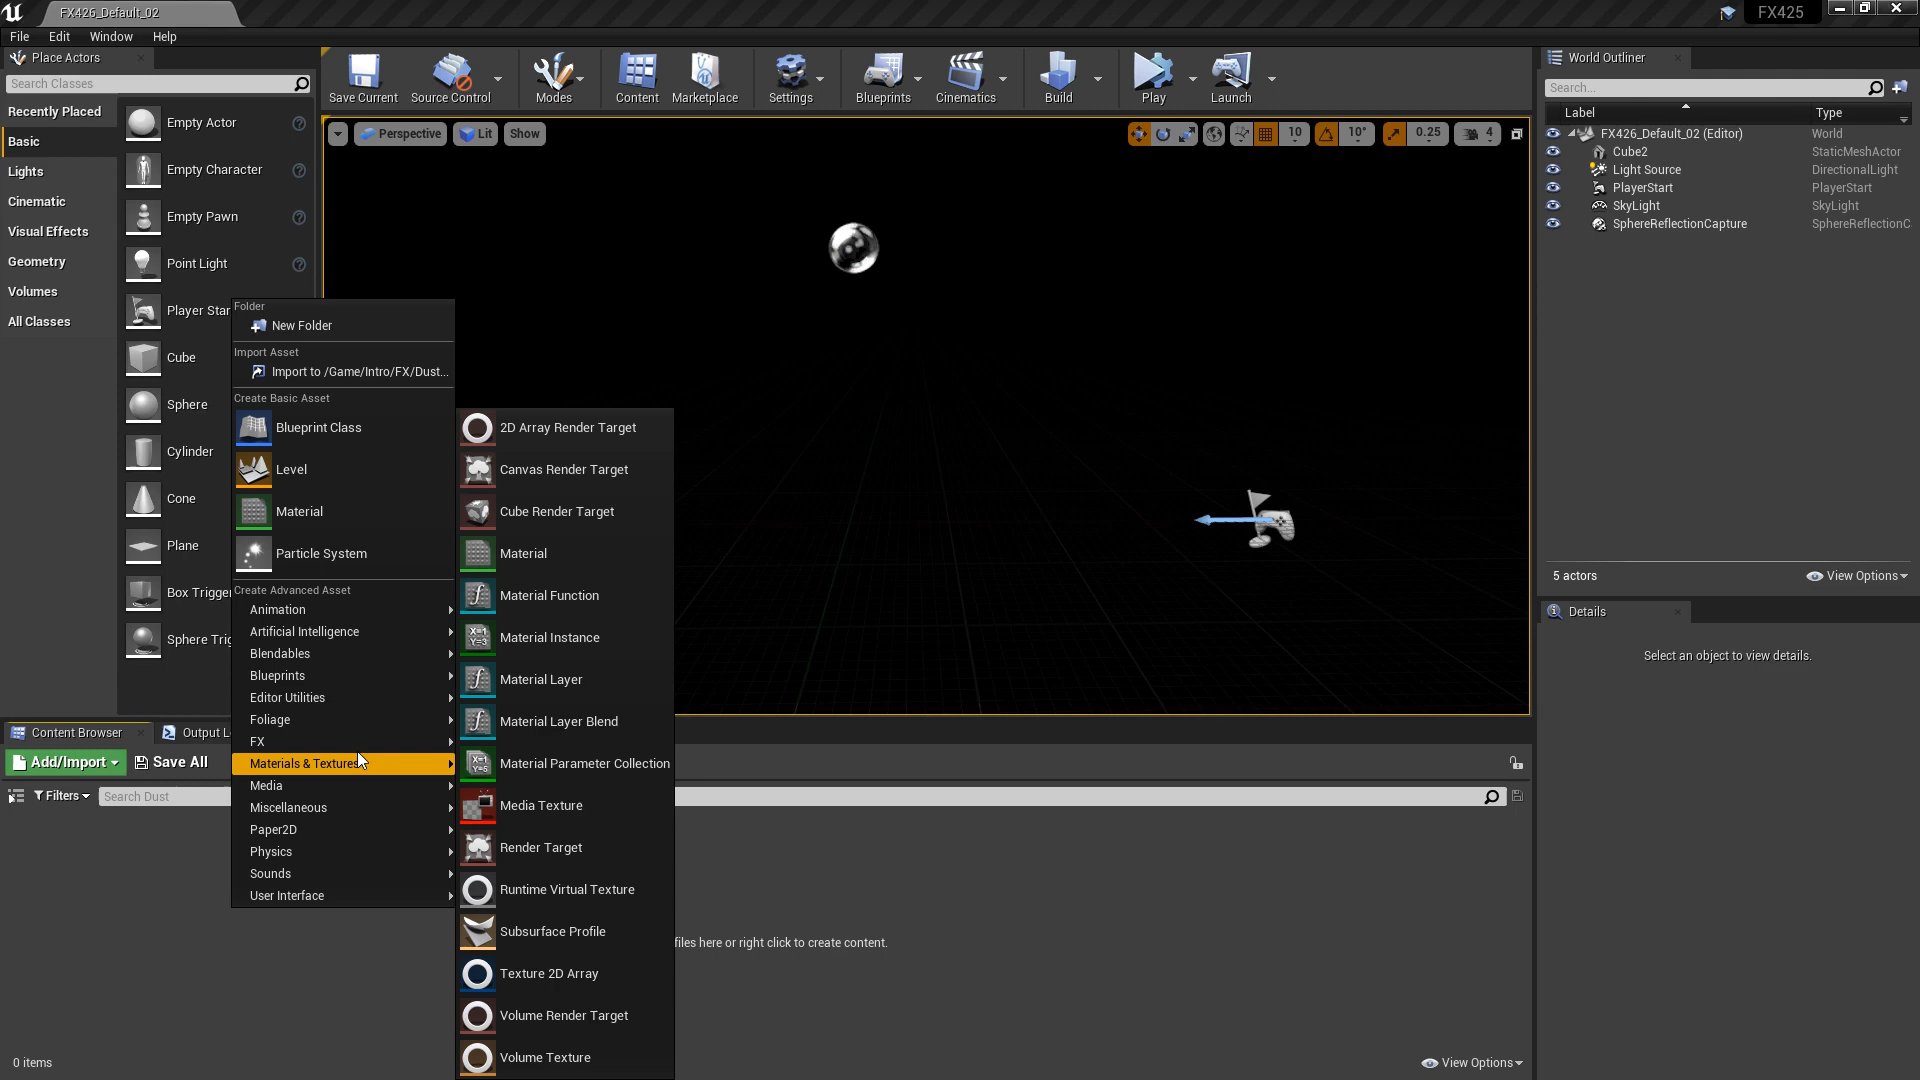 FX426_Default_02
FX425
File Edit Window Help
Place Actors
Search Classes
Recently Placed
Basic
Lights
Cinematic
Visual Effects
Geometry
Volumes
All Classes
Empty Actor
Empty Character
Empty Pawn
Point Light
Player Star
Cube
Sphere
Cylinder
Cone
Plane
Box Trigge
Sphere Trig
Save Current
Source Control
Modes
Content
Marketplace
Settings
Blueprints
Cinematics
Build
Play
Launch
Perspective
Lit
Show
10
10°
0.25
4
World Outliner
Search...
Label Type
FX426_Default_02 (Editor) World
Cube2 StaticMeshActor
Light Source DirectionalLight
PlayerStart PlayerStart
SkyLight SkyLight
SphereReflectionCapture SphereReflectionC
5 actors
View Options
Details
Select an object to view details.
Folder
New Folder
Import Asset
Import to /Game/Intro/FX/Dust...
Create Basic Asset
Blueprint Class
Level
Material
Particle System
Create Advanced Asset
Animation
Artificial Intelligence
Blendables
Blueprints
Editor Utilities
Foliage
FX
Materials & Textures
Media
Miscellaneous
Paper2D
Physics
Sounds
User Interface
2D Array Render Target
Canvas Render Target
Cube Render Target
Material
Material Function
X=1
Y=3
Material Instance
Material Layer
Material Layer Blend
X=1
Y=5
Material Parameter Collection
Media Texture
Render Target
Runtime Virtual Texture
Subsurface Profile
Texture 2D Array
Volume Render Target
Volume Texture
Content Browser
Output L
Add/Import
Save All
Filters
Search Dust
files here or right click to create content.
0 items
View Options